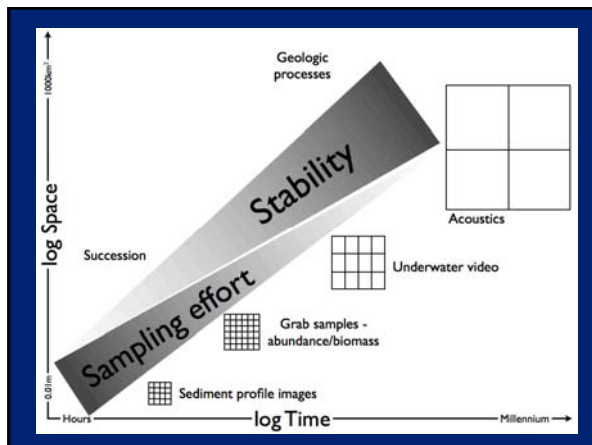 Geologic
processes
1000km²
Stability
Acoustics
log Space
Succession
Underwater video
Sampling effort
Grab samples -
abundance/biomass
0.01m
Sediment profile images
Hours
log Time
Millennium